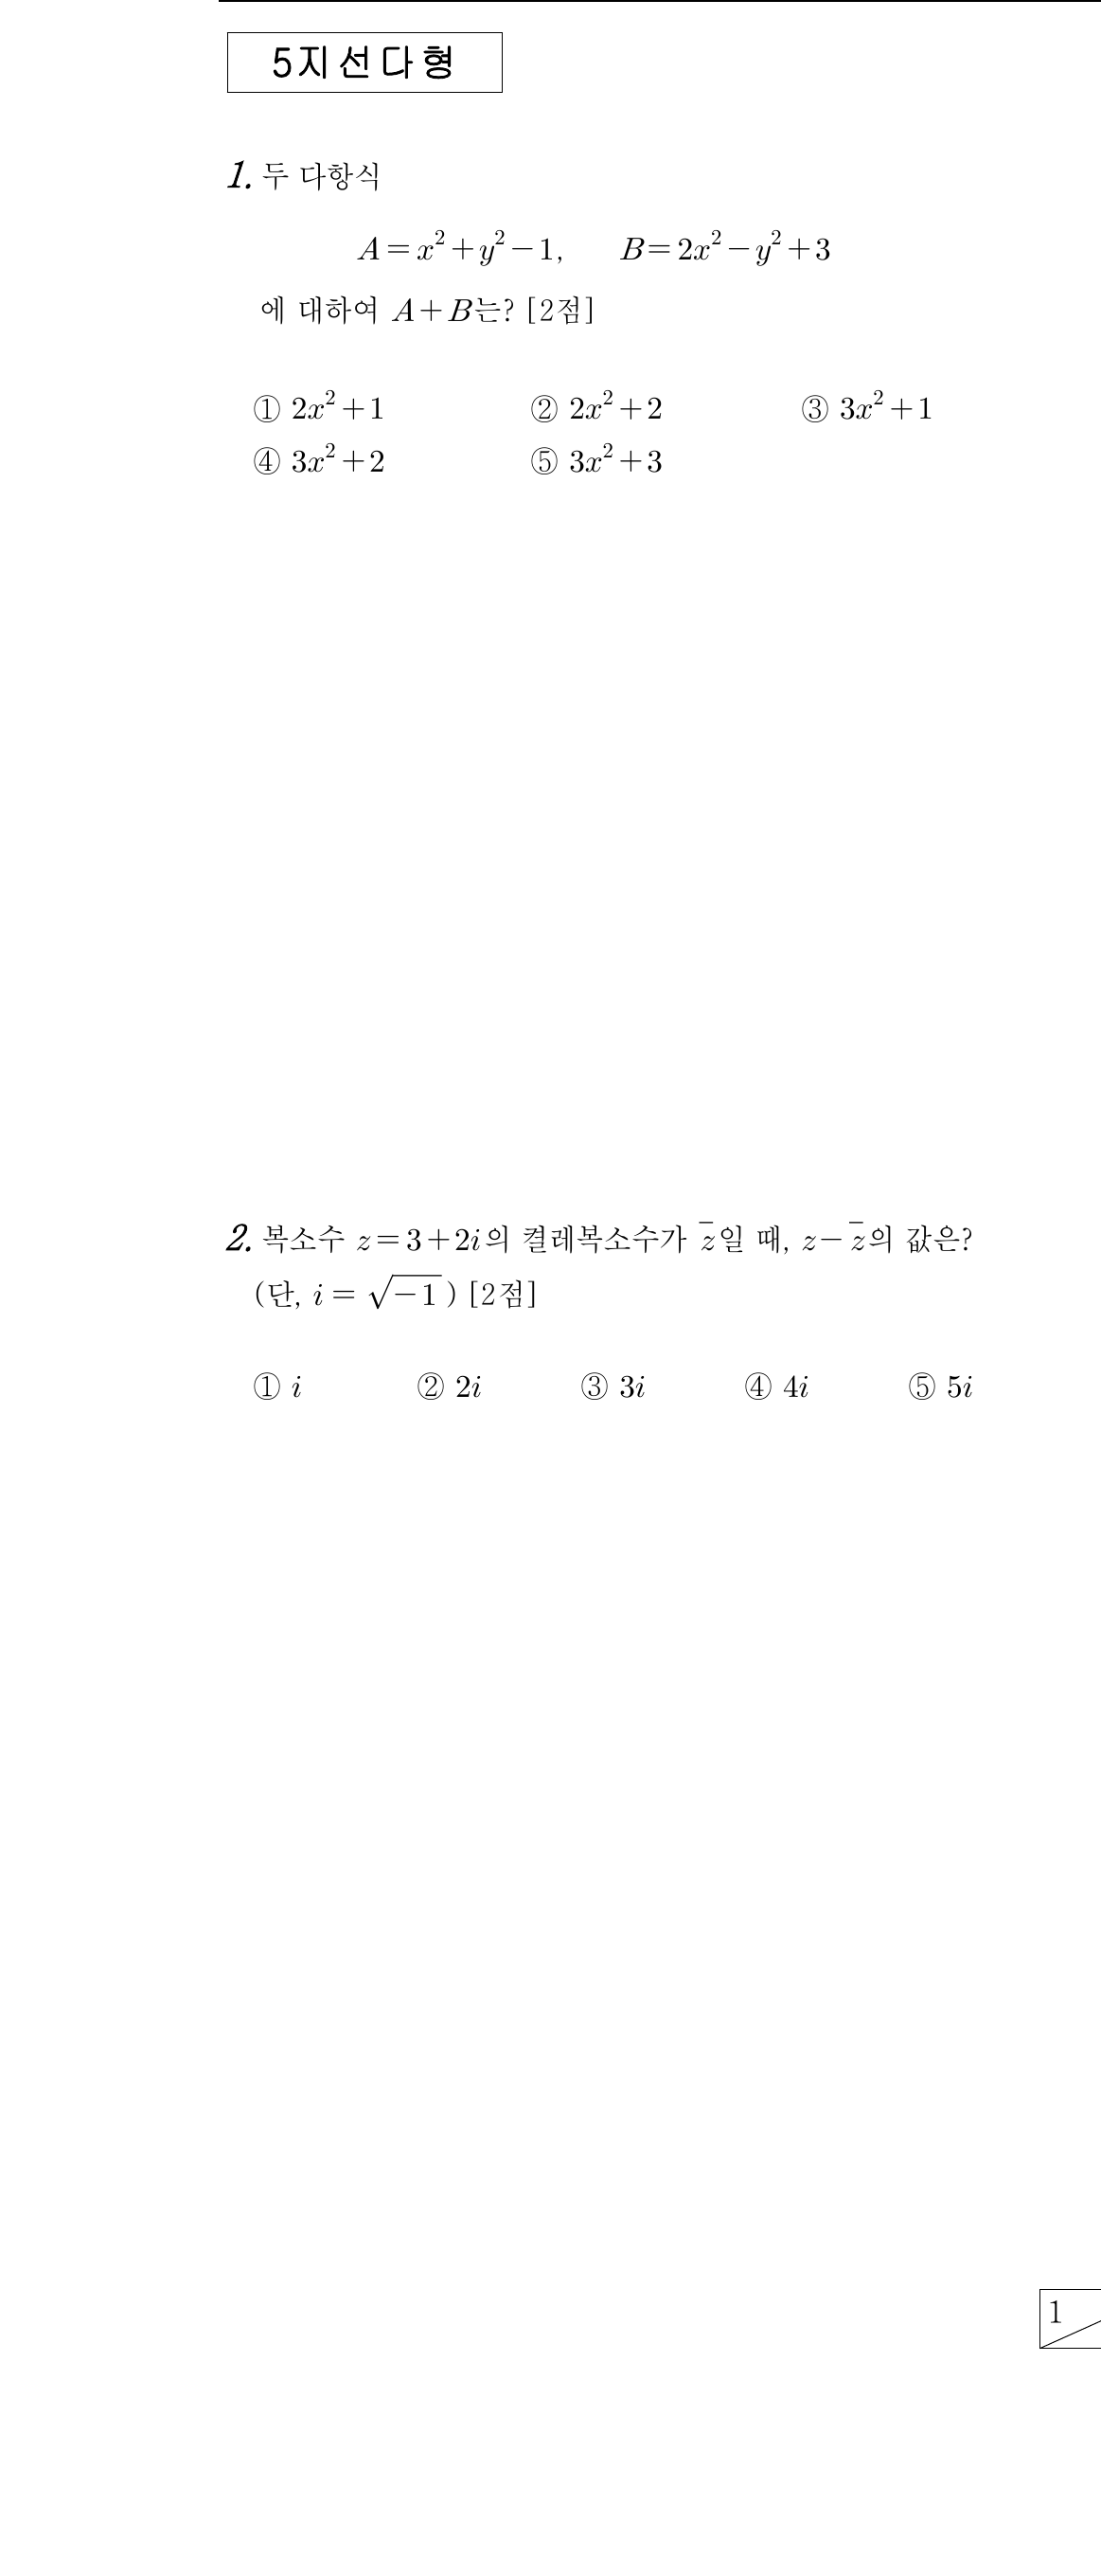 5지선다형
1. 두 다항식
A = x² + y² − 1, B = 2x² − y² + 3
에 대하여 A + B는? [2점]
① 2x² + 1 ② 2x² + 2 ③ 3x² + 1
④ 3x² + 2 ⑤ 3x² + 3
2. 복소수 z = 3 + 2i의 켤레복소수가 z̄일 때, z − z̄의 값은?
(단, i = √−1 ) [2점]
① i ② 2i ③ 3i ④ 4i ⑤ 5i
1